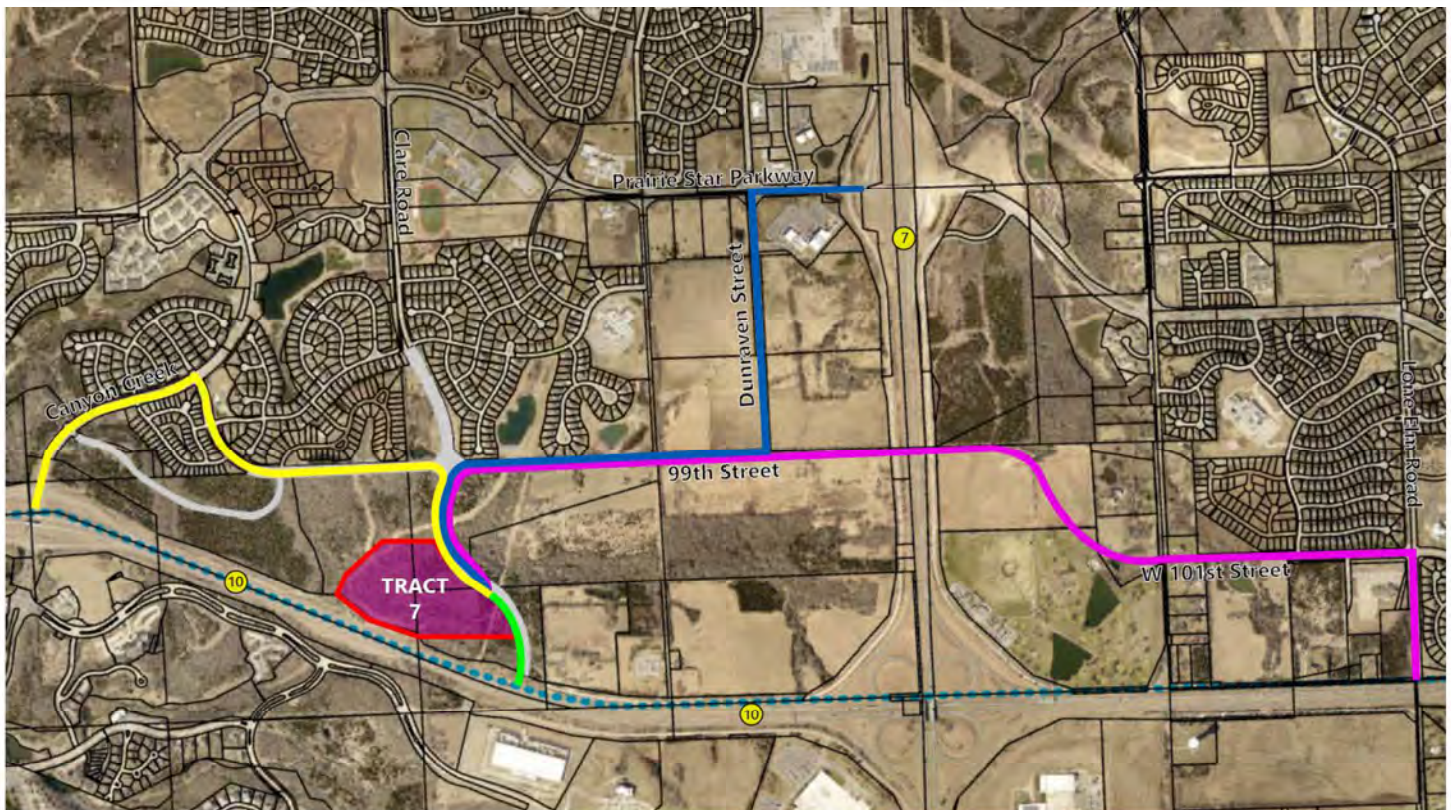 Clare Road
Prairie Star Parkway
7
Dunraven Street
Canyon Creek
Lone Elm Road
99th Street
10
TRACT
7
W 101st Street
10